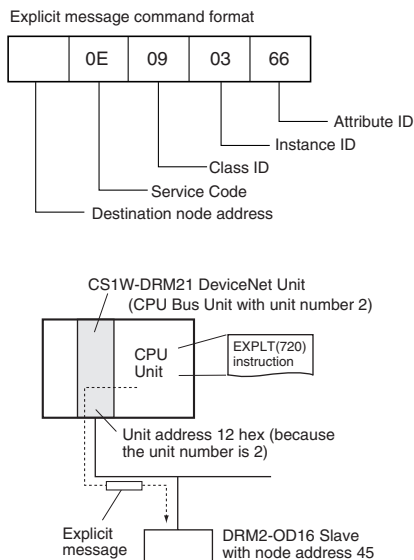 Explicit message command format
0E 09 03 66
Attribute ID
Instance ID
Class ID
Service Code
Destination node address
CS1W-DRM21 DeviceNet Unit
(CPU Bus Unit with unit number 2)
CPU
Unit
EXPLT(720)
instruction
Unit address 12 hex (because
the unit number is 2)
Explicit
message
DRM2-OD16 Slave
with node address 45